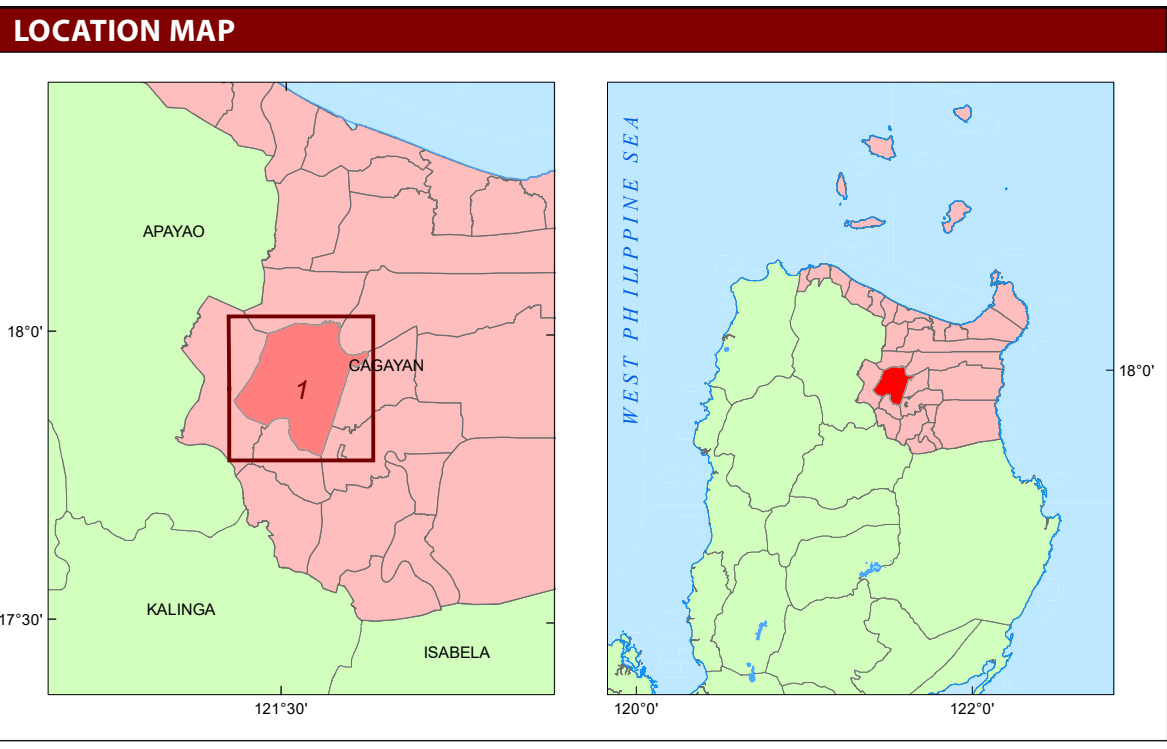 LOCATION MAP
APAYAO
18°0'
CAGAYAN
1
KALINGA
17°30'
ISABELA
121°30'
WEST PHILIPPINE SEA
18°0'
120°0'
122°0'